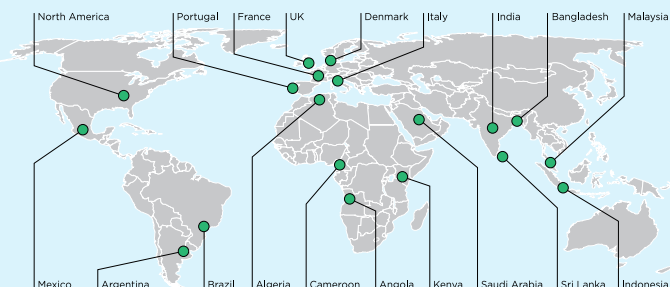 North America
Portugal
France
UK
Denmark
Italy
India
Bangladesh
Malaysia
Mexico
Argentina
Brazil
Algeria
Cameroon
Angola
Kenya
Saudi Arabia
Sri Lanka
Indonesia